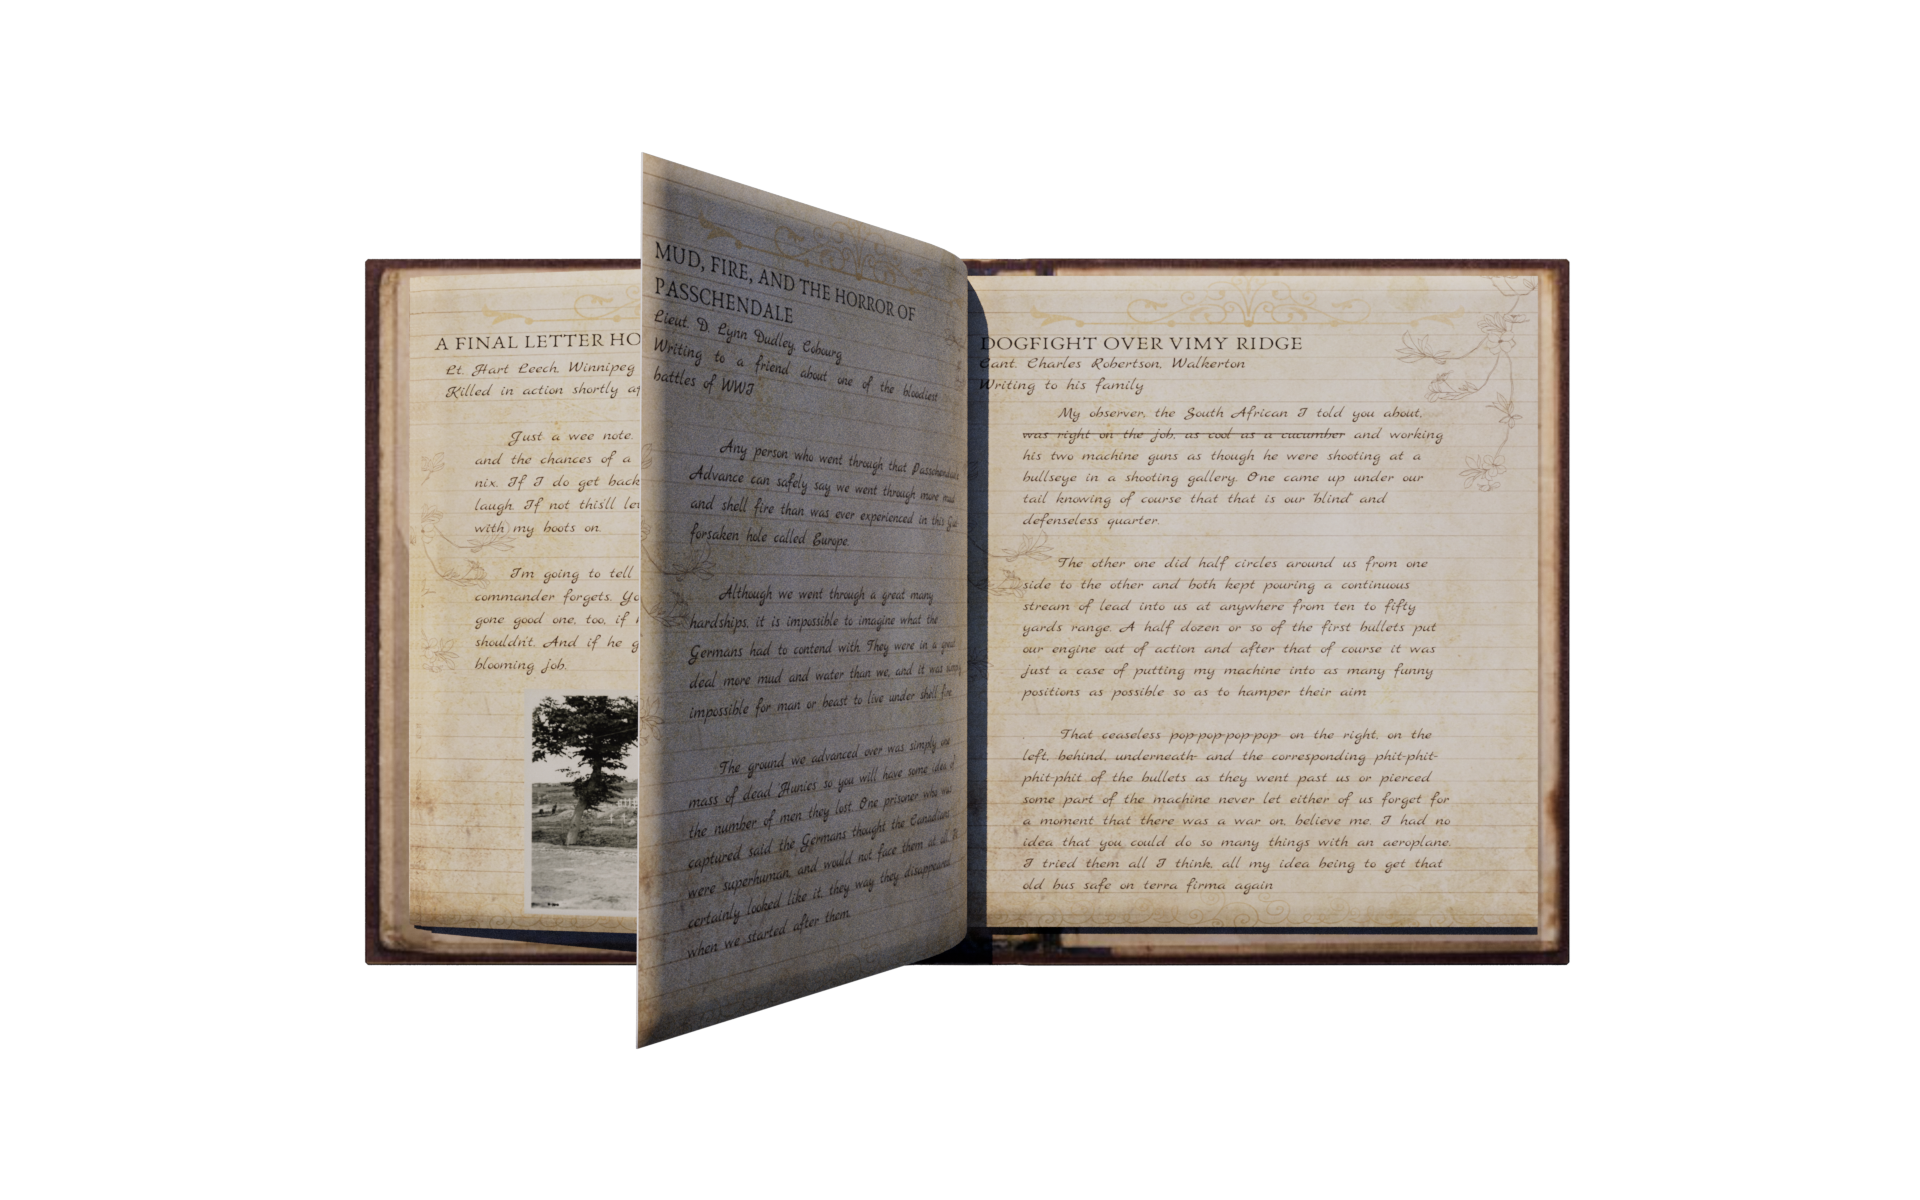 A FINAL LETTER HO
Lt. Hart Leech, Winnipeg
Killed in action shortly af
Just a wee note.
and the chances of a
nix. If I do get back
laugh. If not this'll le
with my boots on.
I'm going to tell
commander forgets. Yo
gone good one, too, if
shouldn't. And if he g
blooming job.
MUD, FIRE, AND THE HORROR OF
PASSCHENDALE
Lieut. D. Lynn Dudley, Cobourg
Writing to a friend about one of the bloodiest
battles of WWI
Any person who went through that Passchendale
Advance can safely say we went through more mud
and shell fire than was ever experienced in this God
forsaken hole called Europe.
Although we went through a great many
hardships, it is impossible to imagine what the
Germans had to contend with. They were in a great
deal more mud and water than we, and it was simply
impossible for man or beast to live under shell fire.
The ground we advanced over was simply one
mass of dead 'Hunies' so you will have some idea of
the number of men they lost. One prisoner who was
captured said the Germans thought the Canadians
were 'superhuman,' and would not face them at all. It
certainly looked like it, they way they disappeared
when we started after them.
DOGFIGHT OVER VIMY RIDGE
Cant. Charles Robertson, Walkerton
Writing to his family
My observer, the South African I told you about,
was right on the job, as cool as a cucumber and working
his two machine guns as though he were shooting at a
bullseye in a shooting gallery. One came up under our
tail knowing of course that that is our 'blind' and
defenseless quarter.
The other one did half circles around us from one
side to the other and both kept pouring a continuous
stream of lead into us at anywhere from ten to fifty
yards range. A half dozen or so of the first bullets put
our engine out of action and after that of course it was
just a case of putting my machine into as many funny
positions as possible so as to hamper their aim
That ceaseless pop-pop-pop-pop- on the right, on the
left, behind, underneath- and the corresponding phit-phit-
phit-phit of the bullets as they went past us or pierced
some part of the machine never let either of us forget for
a moment that there was a war on, believe me. I had no
idea that you could do so many things with an aeroplane.
I tried them all I think, all my idea being to get that
old bus safe on terra firma again